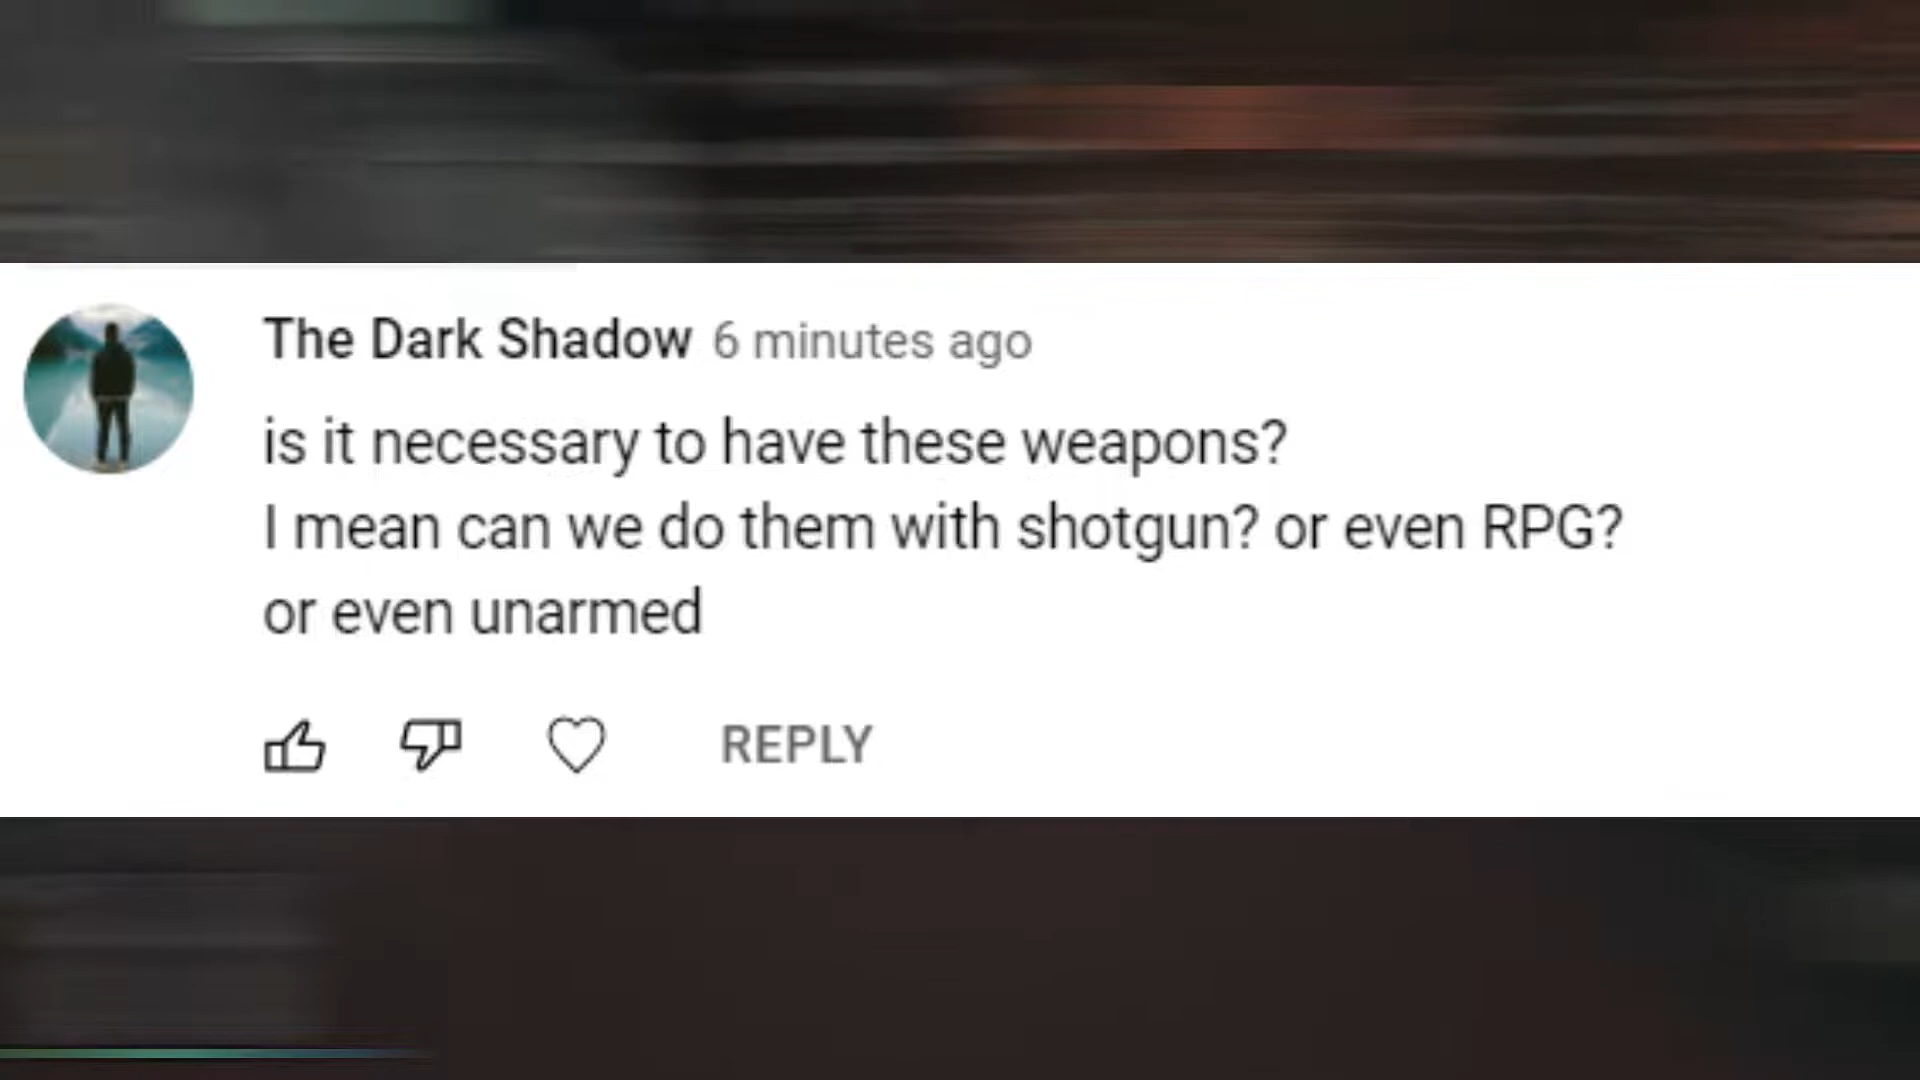 The Dark Shadow 6 minutes ago
is it necessary to have these weapons?
I mean can we do them with shotgun? or even RPG?
or even unarmed
REPLY